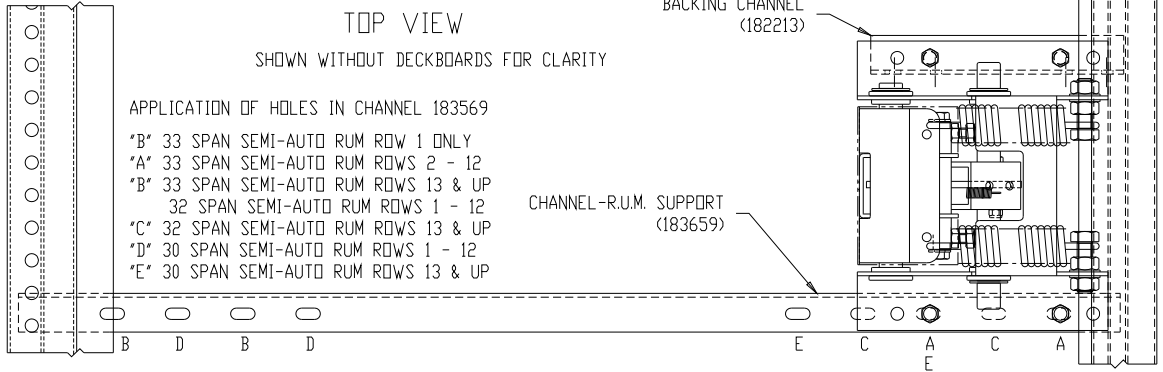 TOP VIEW
SHOWN WITHOUT DECKBOARDS FOR CLARITY
BACKING CHANNEL
(182213)
APPLICATION OF HOLES IN CHANNEL 183569
"B" 33 SPAN SEMI-AUTO RUM ROW 1 ONLY
"A" 33 SPAN SEMI-AUTO RUM ROWS 2 - 12
"B" 33 SPAN SEMI-AUTO RUM ROWS 13 & UP
32 SPAN SEMI-AUTO RUM ROWS 1 - 12
"C" 32 SPAN SEMI-AUTO RUM ROWS 13 & UP
"D" 30 SPAN SEMI-AUTO RUM ROWS 1 - 12
"E" 30 SPAN SEMI-AUTO RUM ROWS 13 & UP
CHANNEL-R.U.M. SUPPORT
(183659)
B D B D E C A C A
E